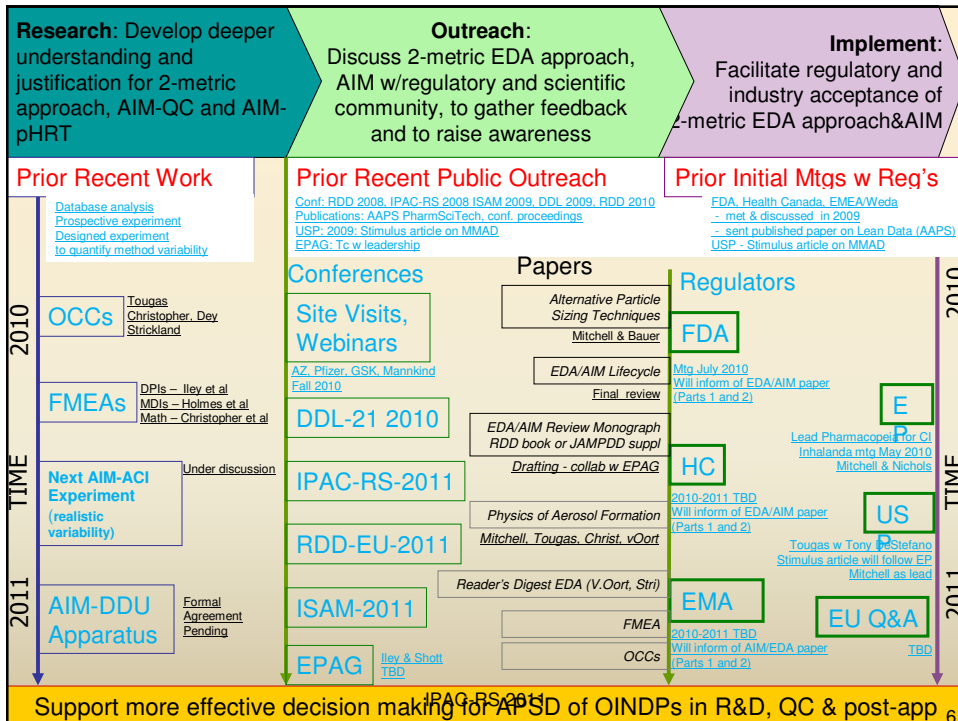 Research: Develop deeper
understanding and
justification for 2-metric
approach, AIM-QC and AIM-
pHRT
Outreach:
Discuss 2-metric EDA approach,
AIM w/regulatory and scientific
community, to gather feedback
and to raise awareness
Implement:
Facilitate regulatory and
industry acceptance of
2-metric EDA approach&AIM
Prior Recent Work
Database analysis
Prospective experiment
Designed experiment
to quantify method variability
Prior Recent Public Outreach
Conf: RDD 2008, IPAC-RS 2008 ISAM 2009, DDL 2009, RDD 2010
Publications: AAPS PharmSciTech, conf. proceedings
USP: 2009: Stimulus article on MMAD
EPAG: Tc w leadership
Prior Initial Mtgs w Reg's
FDA, Health Canada, EMEA/Weda
- met & discussed in 2009
- sent published paper on Lean Data (AAPS)
USP - Stimulus article on MMAD
2010
TIME
2011
OCCs
Tougas
Christopher, Dey
Strickland
FMEAs
DPIs – Iley et al
MDIs – Holmes et al
Math – Christopher et al
Next AIM-ACI
Experiment
(realistic
variability)
Under discussion
AIM-DDU
Apparatus
Formal
Agreement
Pending
Conferences
Site Visits,
Webinars
AZ, Pfizer, GSK, Mannkind
Fall 2010
DDL-21 2010
IPAC-RS-2011
RDD-EU-2011
ISAM-2011
EPAG
Iley & Shott
TBD
Papers
Alternative Particle
Sizing Techniques
Mitchell & Bauer
EDA/AIM Lifecycle
Final review
EDA/AIM Review Monograph
RDD book or JAMPDD suppl
Drafting - collab w EPAG
Physics of Aerosol Formation
Mitchell, Tougas, Christ, vOort
Reader's Digest EDA (V.Oort, Stri)
FMEA
OCCs
Regulators
FDA
Mtg July 2010
Will inform of EDA/AIM paper
(Parts 1 and 2)
HC
2010-2011 TBD
Will inform of EDA/AIM paper
(Parts 1 and 2)
EMA
2010-2011 TBD
Will inform of AIM/EDA paper
(Parts 1 and 2)
E
P
Lead Pharmacopeia for CI
Inhalanda mtg May 2010
Mitchell & Nichols
US
P
Tougas w Tony DeStefano
Stimulus article will follow EP
Mitchell as lead
EU Q&A
TBD
2010
TIME
2011
IPAC-RS 2011
Support more effective decision making for APSD of OINDPs in R&D, QC & post-app
6